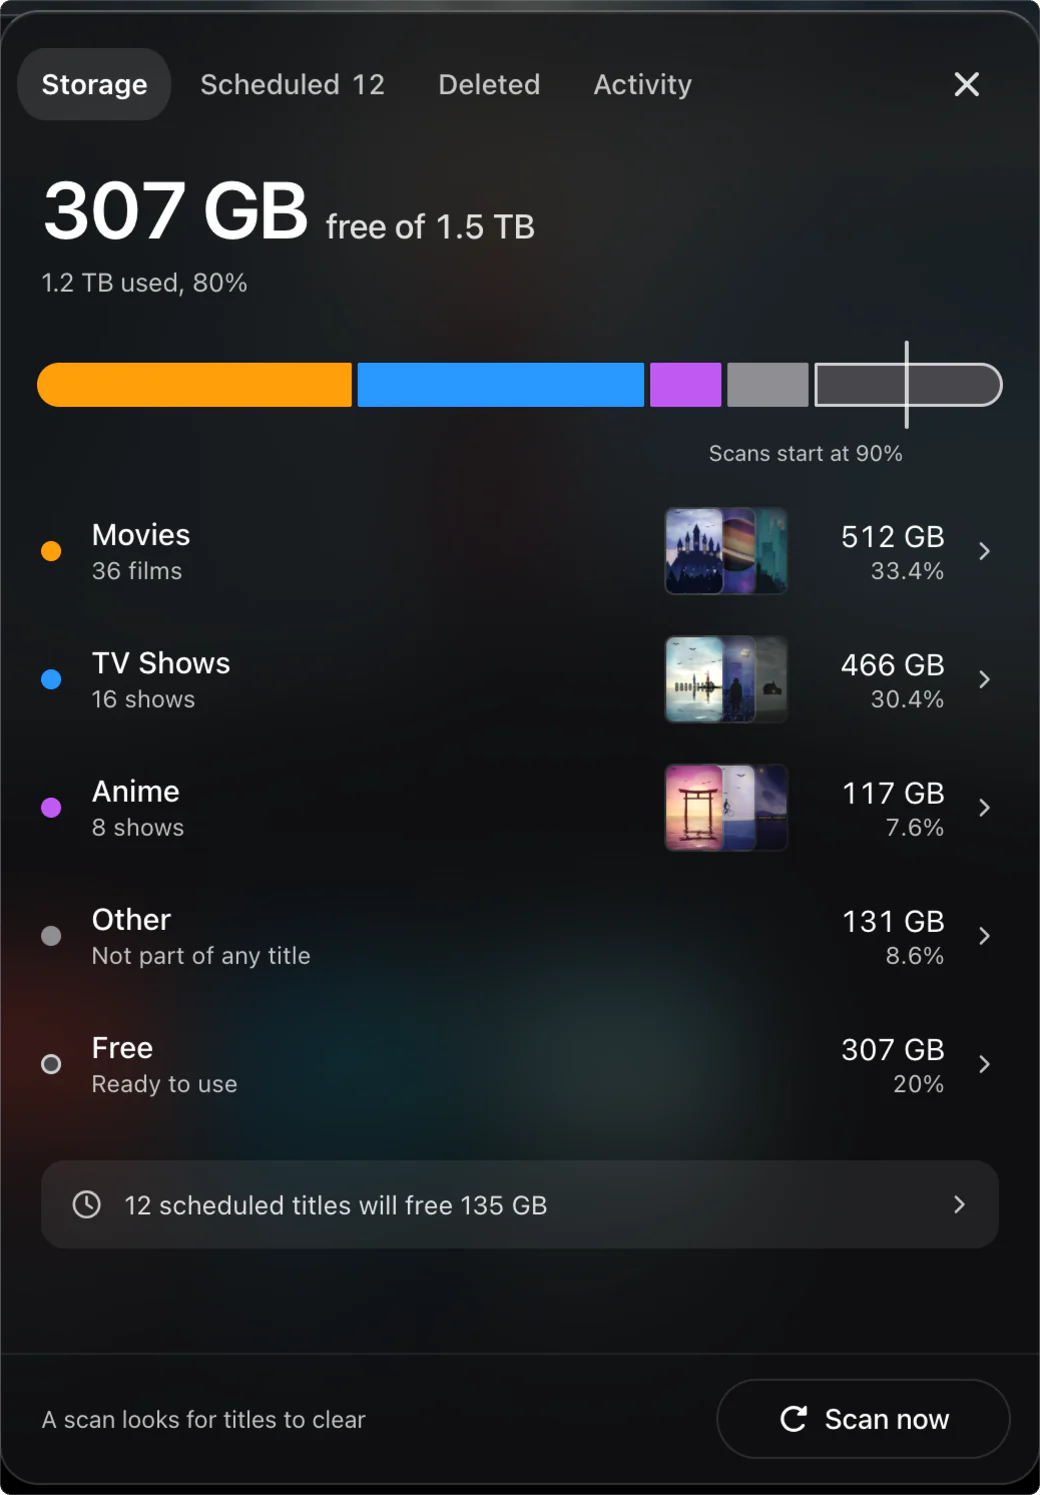 Storage Scheduled 12 Deleted Activity
307 GB free of 1.5 TB
1.2 TB used, 80%
Scans start at 90%
Movies
36 films
512 GB
33.4%
TV Shows
16 shows
466 GB
30.4%
Anime
8 shows
117 GB
7.6%
Other
Not part of any title
131 GB
8.6%
Free
Ready to use
307 GB
20%
12 scheduled titles will free 135 GB
A scan looks for titles to clear
Scan now